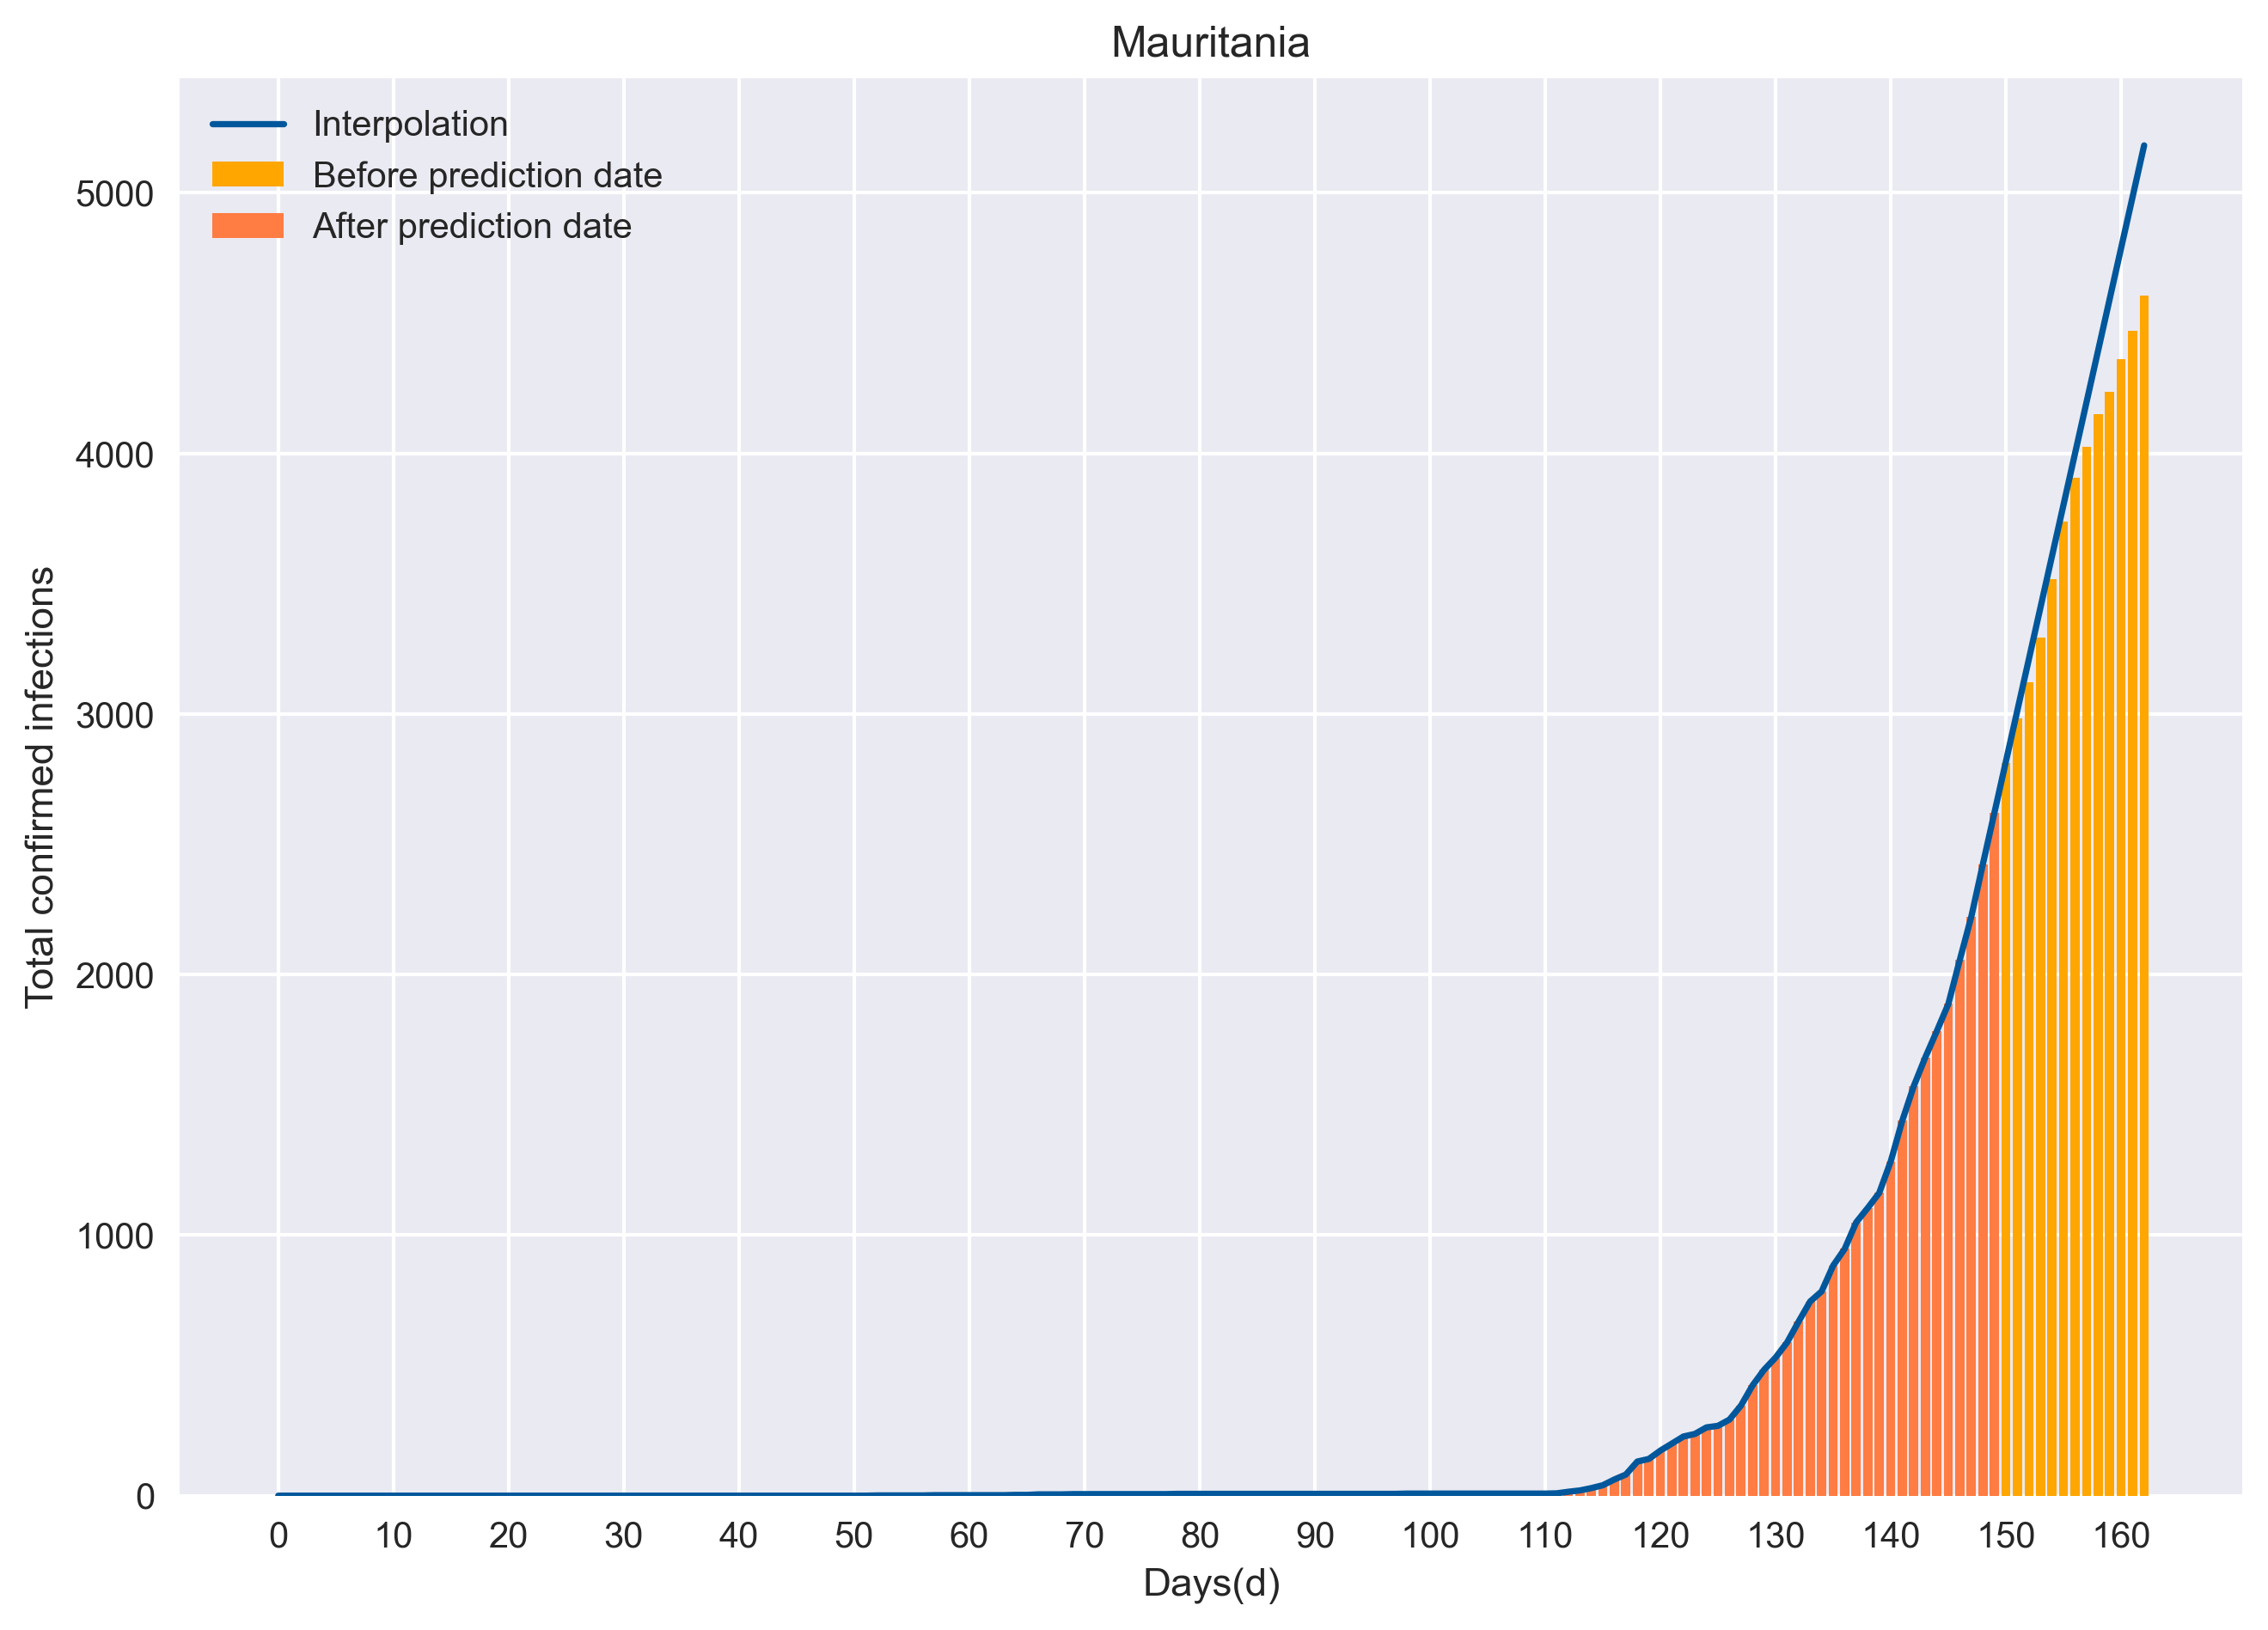 Mauritania
Interpolation
Before prediction date
After prediction date
5000
4000
3000
2000
1000
0
Total confirmed infections
0 10 20 30 40 50 60 70 80 90 100 110 120 130 140 150 160
Days(d)